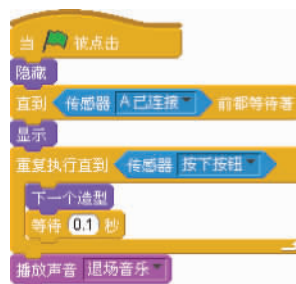 当 被点击
隐藏
直到 传感器 A已连接 前都等待著
显示
重复执行直到 传感器 按下按钮
下一个造型
等待 0.1 秒
播放声音 退场音乐